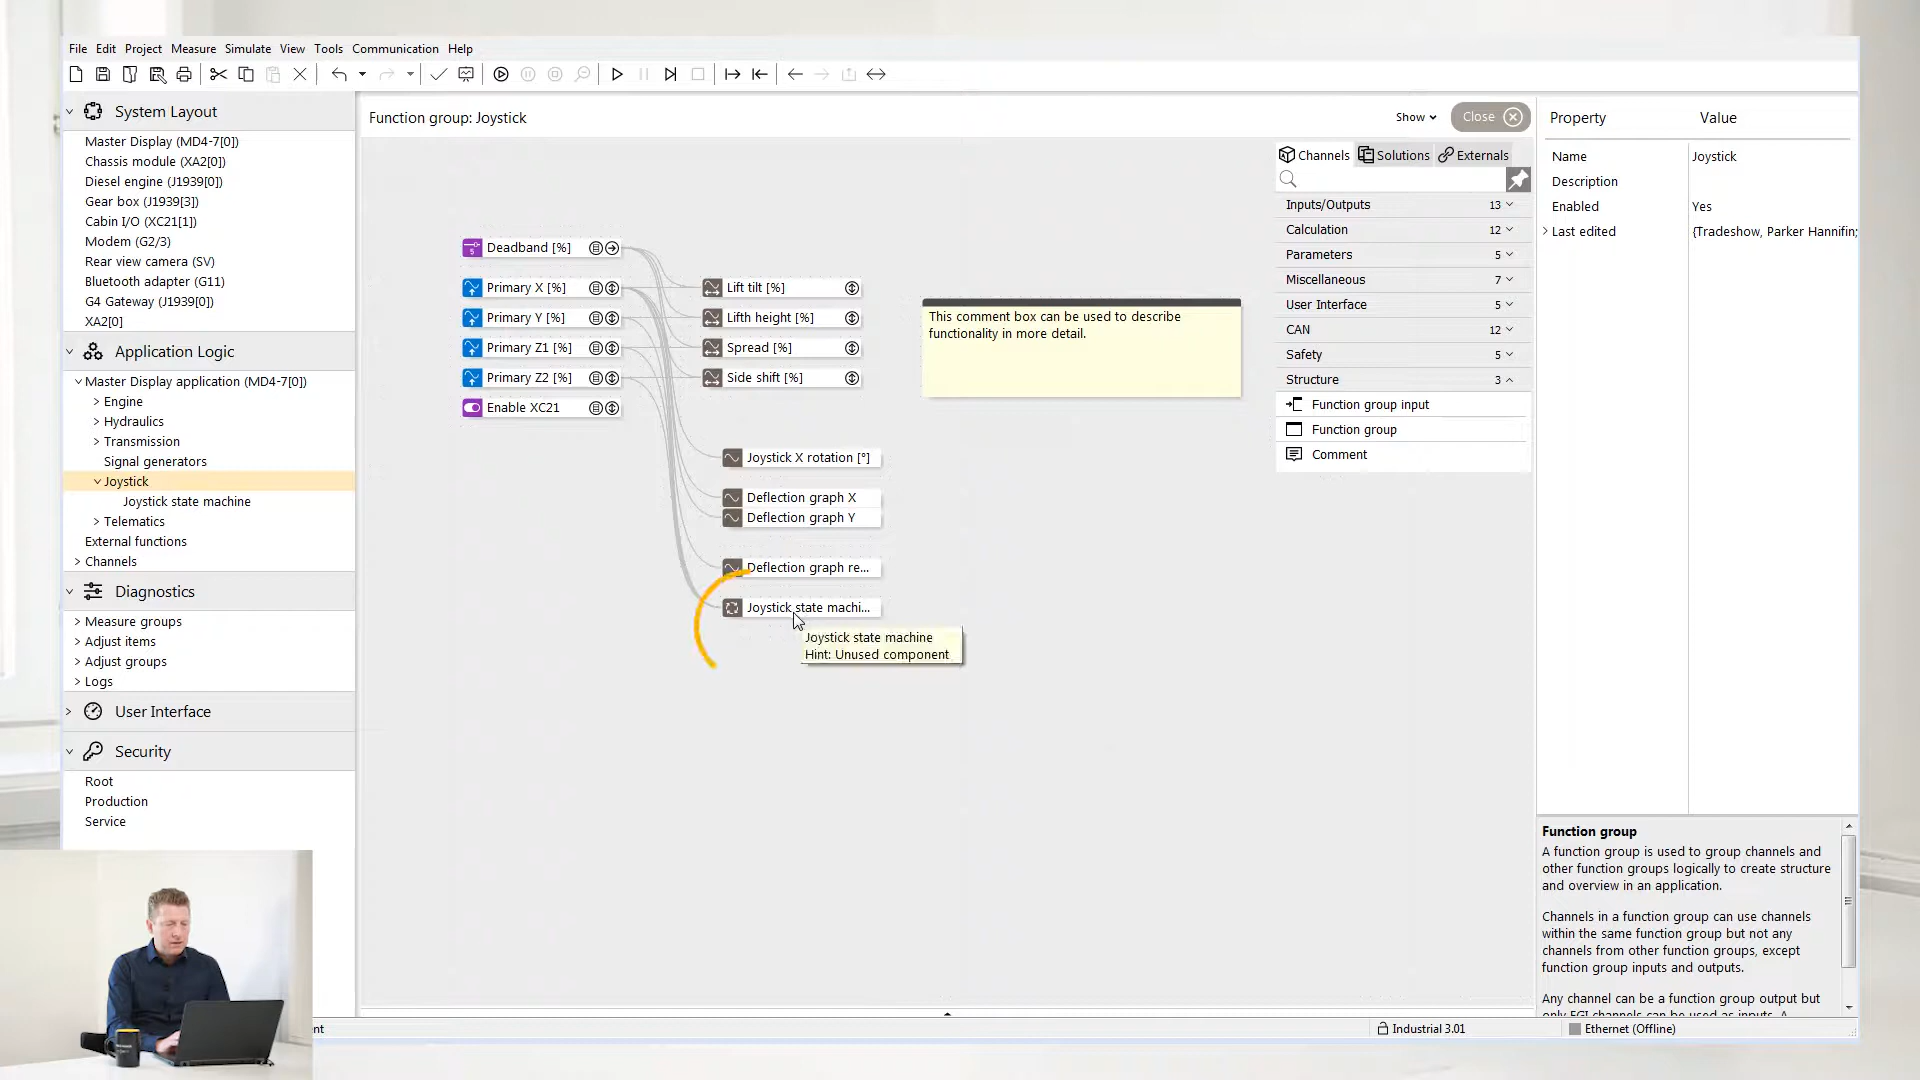 File Edit Project Measure Simulate View Tools Communication Help
System Layout
Master Display (MD4-7[0])
Chassis module (XA2[0])
Diesel engine (J1939[0])
Gear box (J1939[3])
Cabin I/O (XC21[1])
Modem (G2/3)
Rear view camera (SV)
Bluetooth adapter (G11)
G4 Gateway (J1939[0])
XA2[0]
Application Logic
Master Display application (MD4-7[0])
Engine
Hydraulics
Transmission
Signal generators
Joystick
Joystick state machine
Telematics
External functions
Channels
Diagnostics
Measure groups
Adjust items
Adjust groups
Logs
User Interface
Security
Root
Production
Service
Function group: Joystick
Show
Close
Deadband [%]
Primary X [%]
Primary Y [%]
Primary Z1 [%]
Primary Z2 [%]
Enable XC21
Lift tilt [%]
Lifth height [%]
Spread [%]
Side shift [%]
Joystick X rotation [°]
Deflection graph X
Deflection graph Y
Deflection graph re...
Joystick state machi...
Joystick state machine
Hint: Unused component
This comment box can be used to describe
functionality in more detail.
Channels Solutions Externals
Inputs/Outputs 13
Calculation 12
Parameters 5
Miscellaneous 7
User Interface 5
CAN 12
Safety 5
Structure 3
Function group input
Function group
Comment
Property Value
Name Joystick
Description
Enabled Yes
Last edited {Tradeshow, Parker Hannifin;
Function group
A function group is used to group channels and
other function groups logically to create structure
and overview in an application.
Channels in a function group can use channels
within the same function group but not any
channels from other function groups, except
function group inputs and outputs.
Any channel can be a function group output but
only FGI channels can be used as inputs. A
nt
Industrial 3.01
Ethernet (Offline)